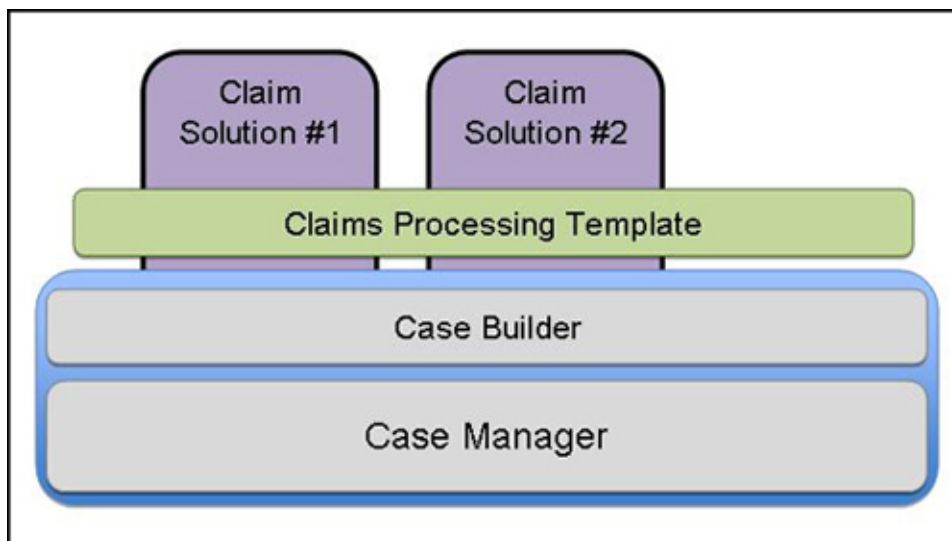 Claim
Solution #1
Claim
Solution #2
Claims Processing Template
Case Builder
Case Manager